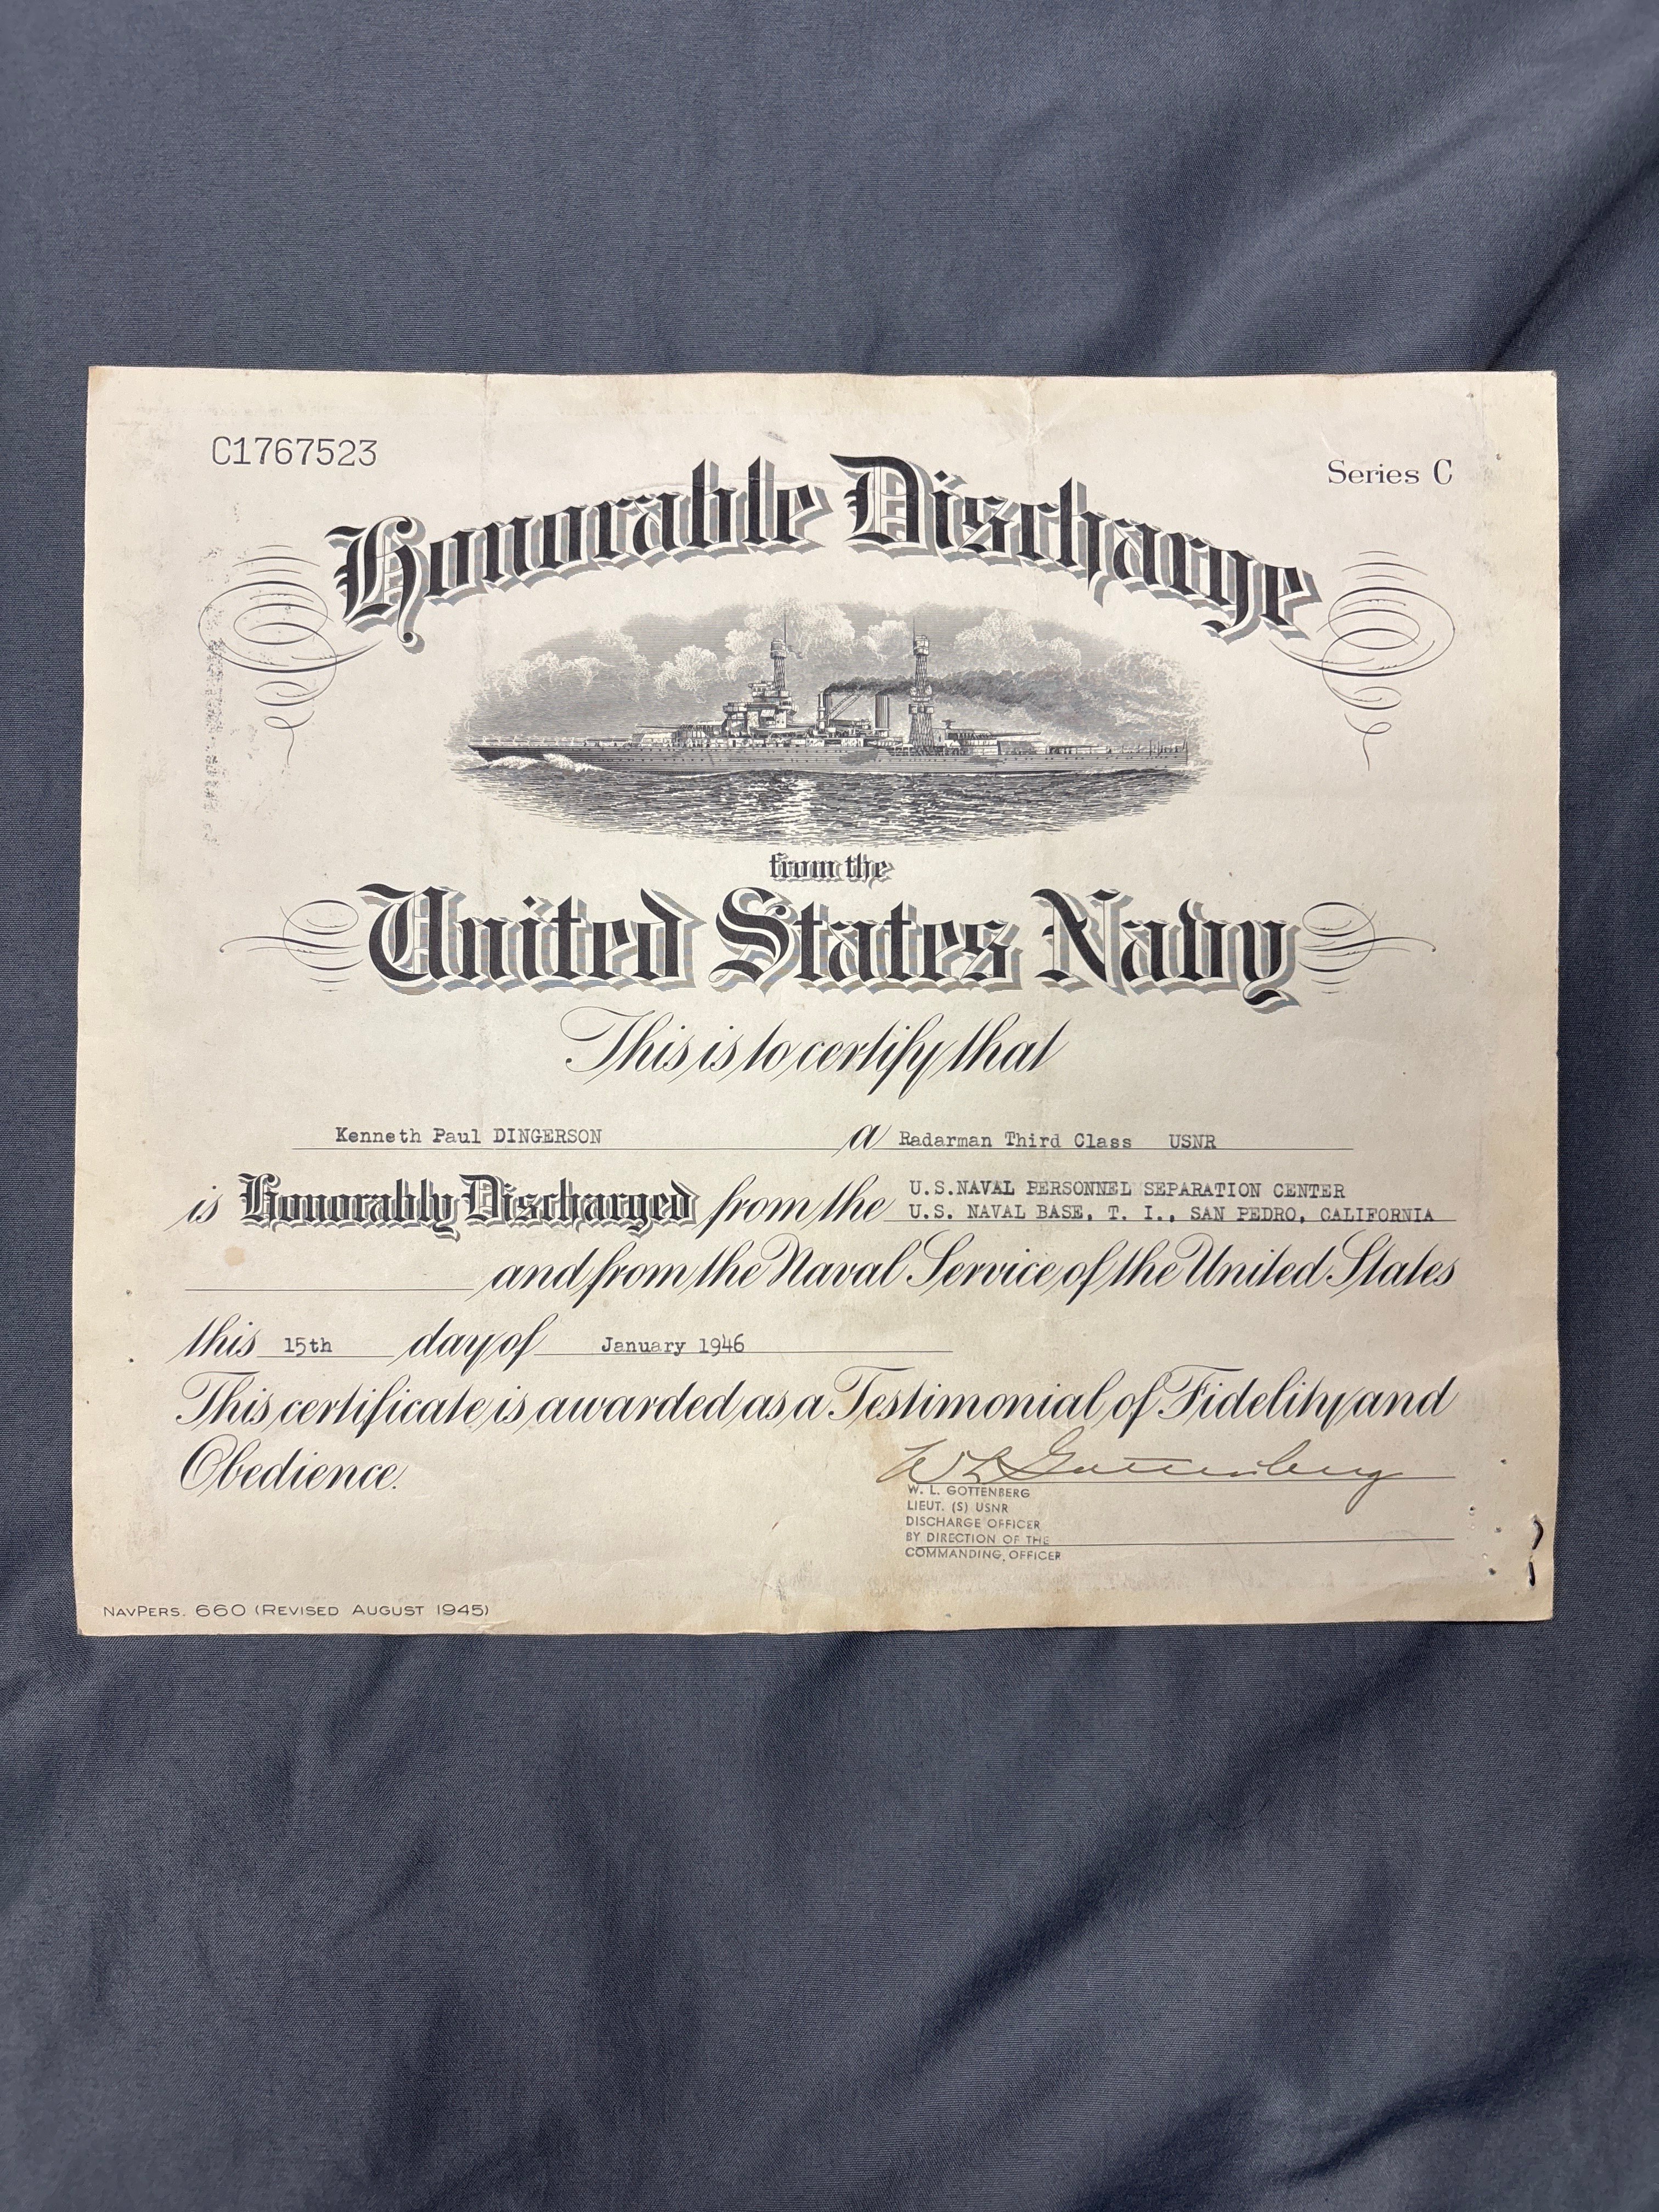 C1767523
Series C
Honorable Discharge
from the
United States Navy
This is to certify that
Kenneth Paul DINGERSON a Radarman Third Class USNR
is Honorably Discharged from the U.S.NAVAL PERSONNEL SEPARATION CENTER
U.S. NAVAL BASE, T. I., SAN PEDRO, CALIFORNIA
and from the Naval Service of the United States
this 15th day of January 1946
This certificate is awarded as a Testimonial of Fidelity and
Obedience.
W L Gottenberg
W. L. GOTTENBERG
LIEUT. (S) USNR
DISCHARGE OFFICER
BY DIRECTION OF THE
COMMANDING OFFICER
NAVPERS. 660 (REVISED AUGUST 1945)